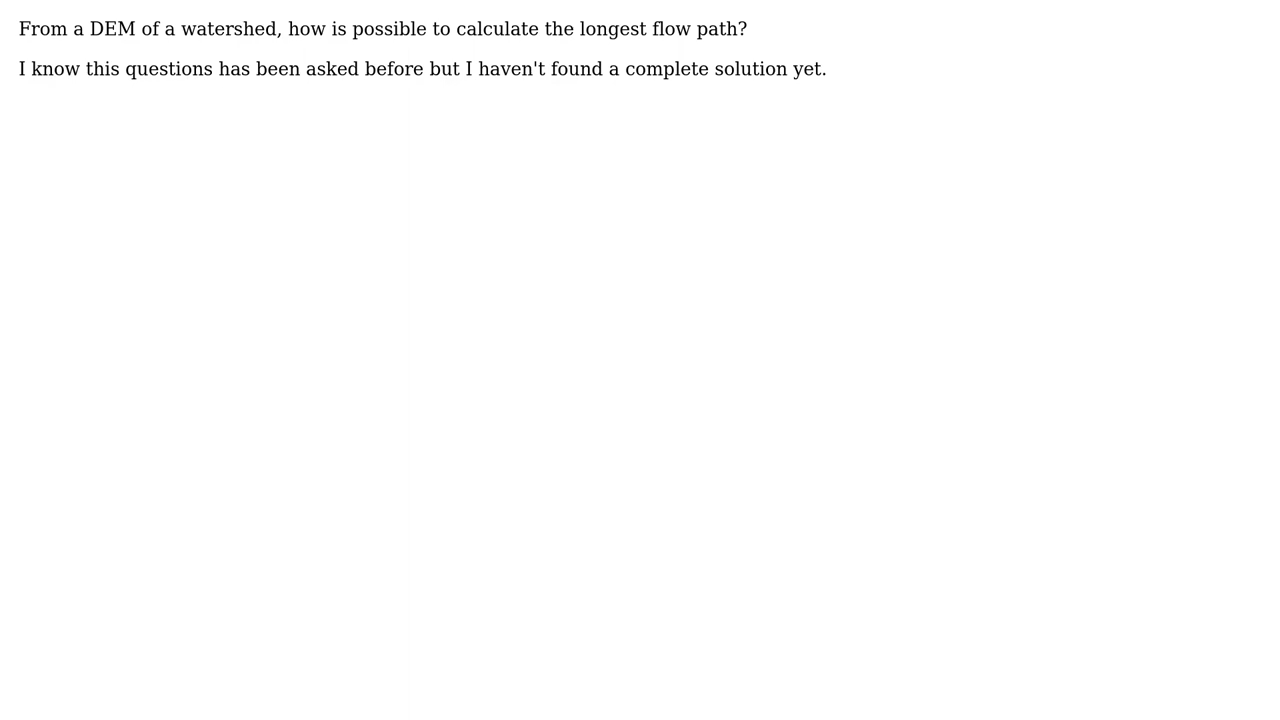 From a DEM of a watershed, how is possible to calculate the longest flow path?
I know this questions has been asked before but I haven't found a complete solution yet.